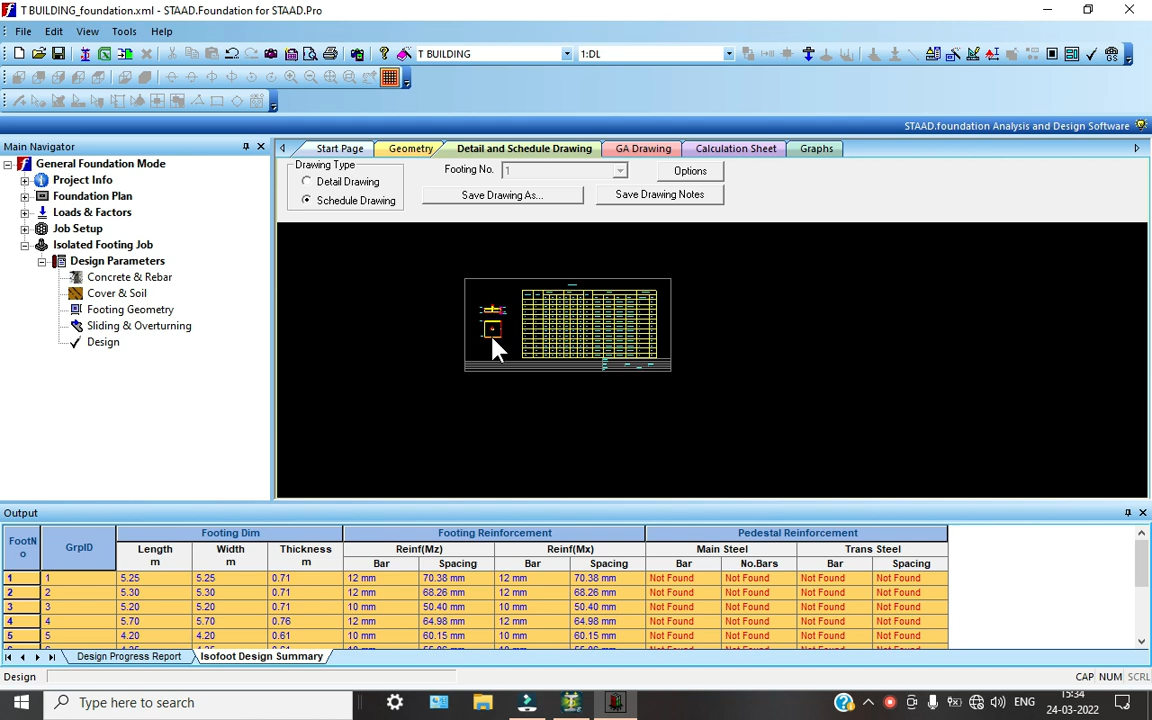 T BUILDING_foundation.xml - STAAD.Foundation for STAAD.Pro
File Edit View Tools Help
T BUILDING 1:DL
STAAD.foundation Analysis and Design Software
Main Navigator
General Foundation Mode
Project Info
Foundation Plan
Loads & Factors
Job Setup
Isolated Footing Job
Design Parameters
Concrete & Rebar
Cover & Soil
Footing Geometry
Sliding & Overturning
Design
Start Page Geometry Detail and Schedule Drawing GA Drawing Calculation Sheet Graphs
Drawing Type
Detail Drawing
Schedule Drawing
Footing No. 1 Options
Save Drawing As... Save Drawing Notes
Output
FootN o GrpID Footing Dim Footing Reinforcement Pedestal Reinforcement
Length m Width m Thickness m Reinf(Mz) Reinf(Mx) Main Steel Trans Steel
Bar Spacing Bar Spacing Bar No.Bars Bar Spacing
1 1 5.25 5.25 0.71 12 mm 70.38 mm 12 mm 70.38 mm Not Found Not Found Not Found Not Found
2 2 5.30 5.30 0.71 12 mm 68.26 mm 12 mm 68.26 mm Not Found Not Found Not Found Not Found
3 3 5.20 5.20 0.71 10 mm 50.40 mm 10 mm 50.40 mm Not Found Not Found Not Found Not Found
4 4 5.70 5.70 0.76 12 mm 64.98 mm 12 mm 64.98 mm Not Found Not Found Not Found Not Found
5 5 4.20 4.20 0.61 10 mm 60.15 mm 10 mm 60.15 mm Not Found Not Found Not Found Not Found
Design Progress Report Isofoot Design Summary
Design CAP NUM SCRL
Type here to search ENG 15:34
24-03-2022